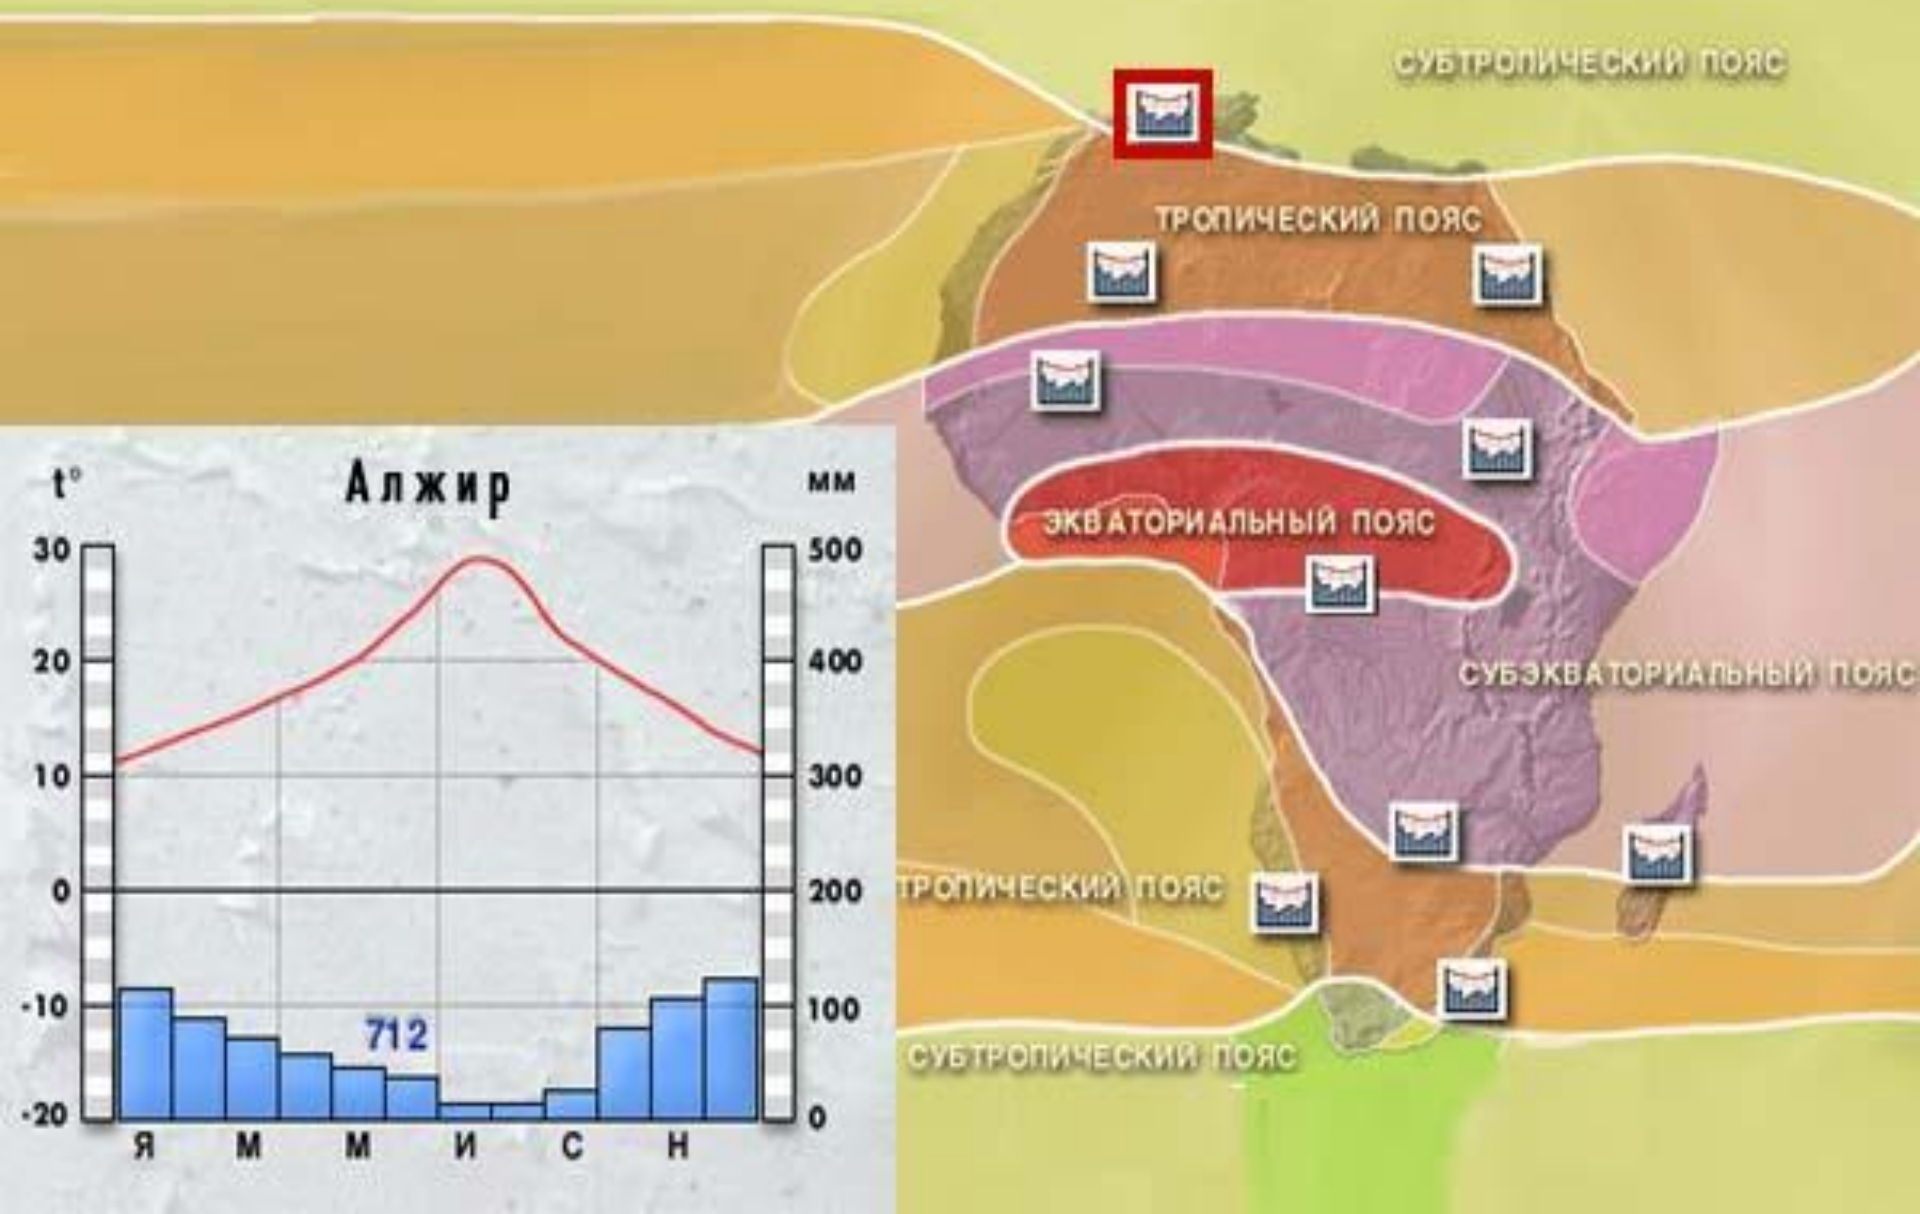 СУБТРОПИЧЕСКИЙ ПОЯС
ТРОПИЧЕСКИЙ ПОЯС
ЭКВАТОРИАЛЬНЫЙ ПОЯС
СУБЭКВАТОРИАЛЬНЫЙ ПОЯС
ТРОПИЧЕСКИЙ ПОЯС
СУБТРОПИЧЕСКИЙ ПОЯС
t° Алжир мм
30 500
20 400
10 300
0 200
-10 100
712
-20 0
Я М М И С Н